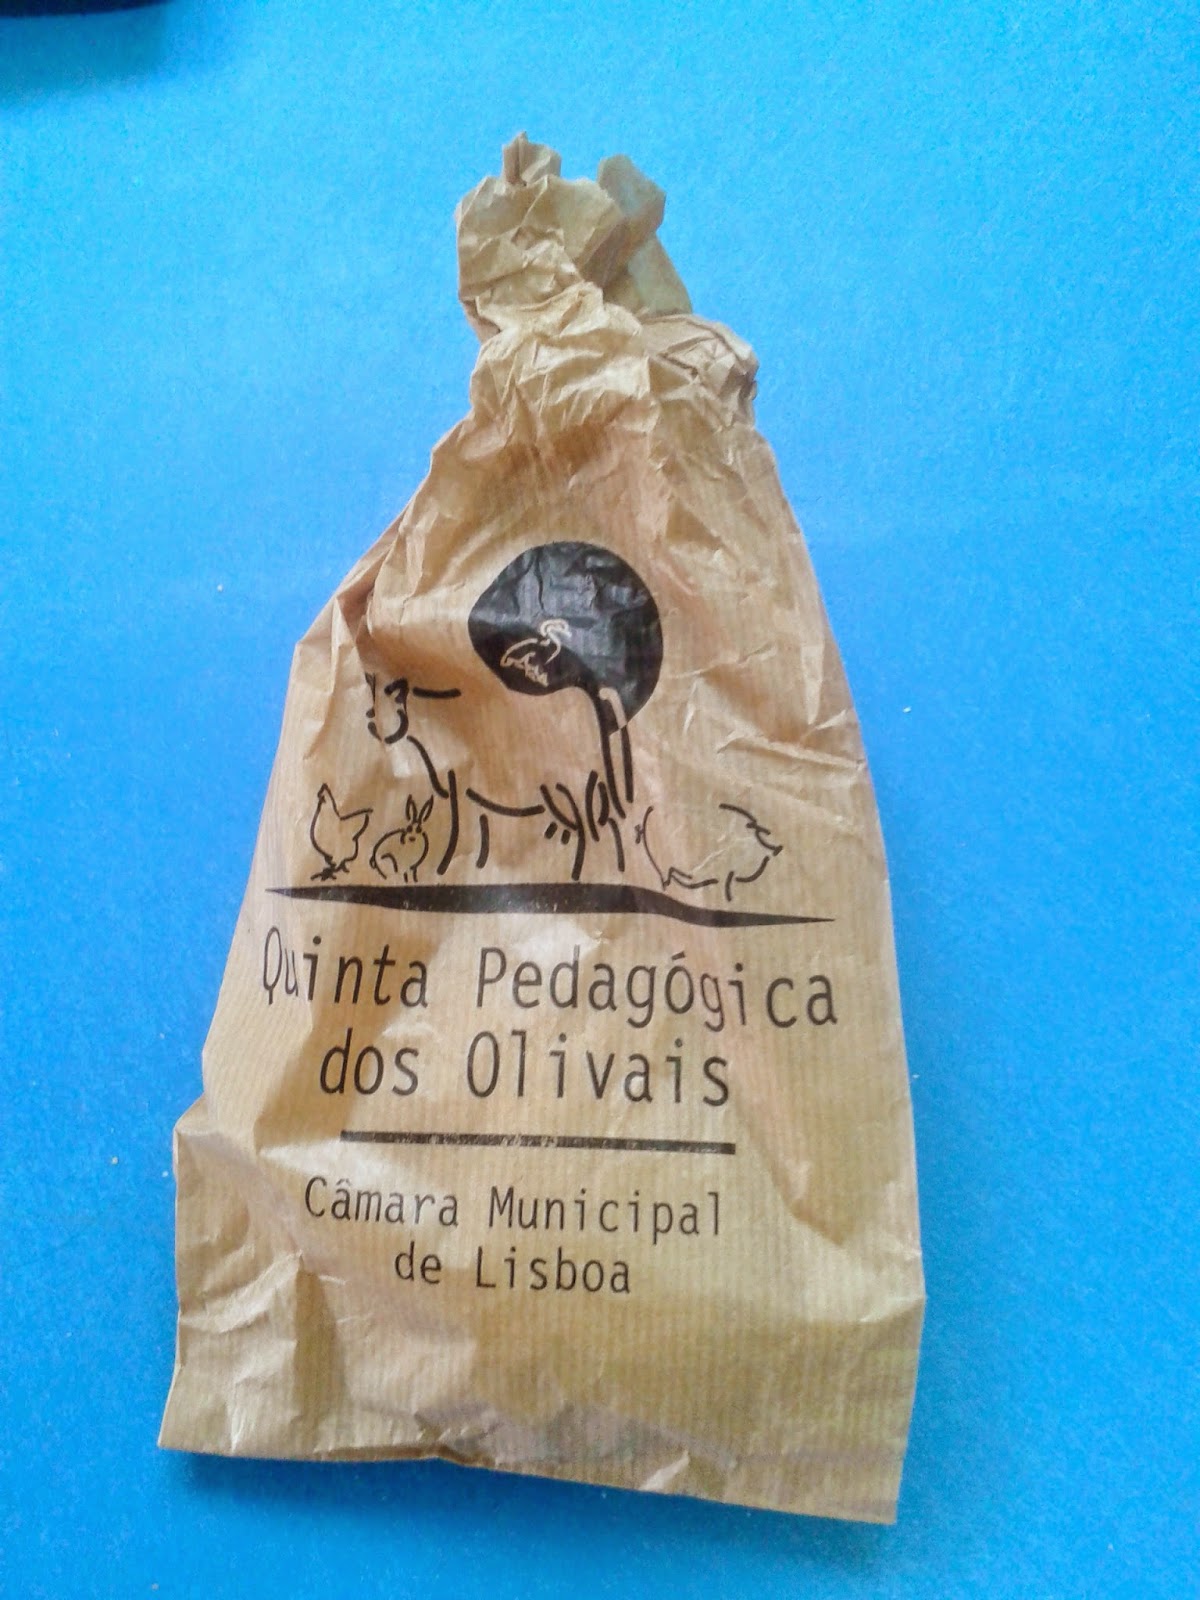 Quinta Pedagógica
dos Olivais
Câmara Municipal
de Lisboa